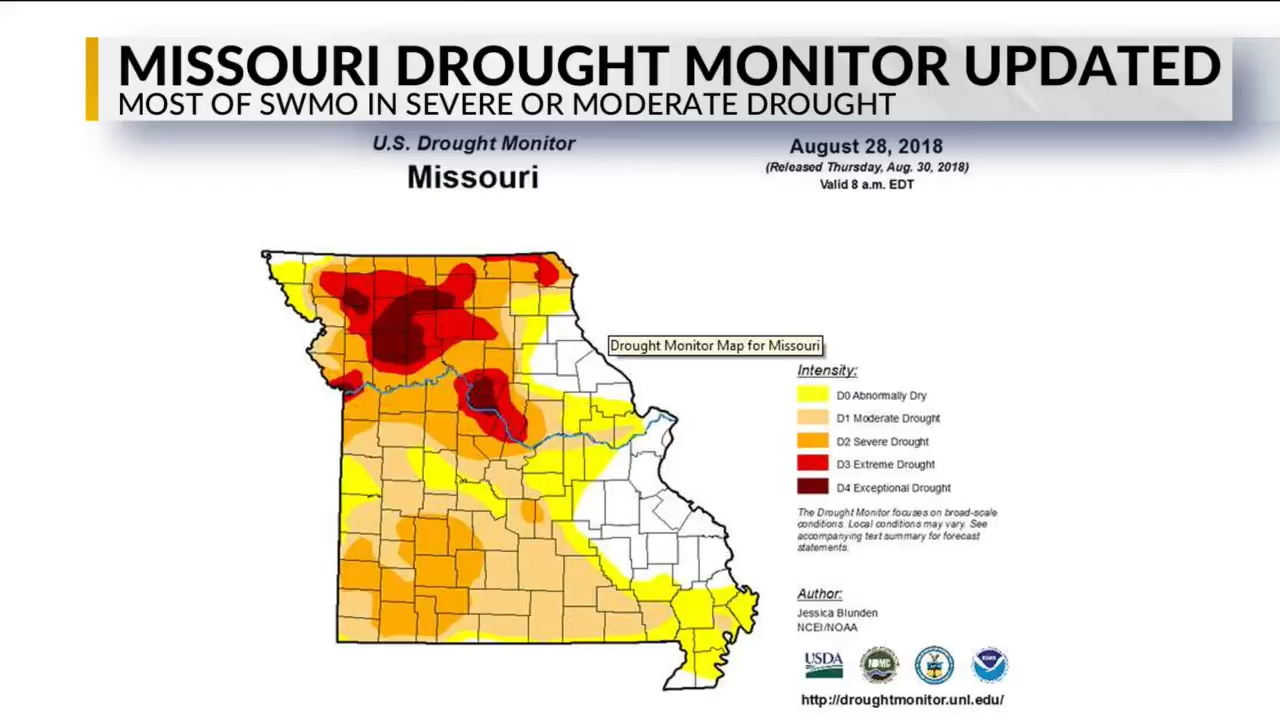 MISSOURI DROUGHT MONITOR UPDATED
MOST OF SWMO IN SEVERE OR MODERATE DROUGHT
U.S. Drought Monitor
Missouri
August 28, 2018
(Released Thursday, Aug. 30, 2018)
Valid 8 a.m. EDT
Drought Monitor Map for Missouri
Intensity:
D0 Abnormally Dry
D1 Moderate Drought
D2 Severe Drought
D3 Extreme Drought
D4 Exceptional Drought
The Drought Monitor focuses on broad-scale
conditions. Local conditions may vary. See
accompanying text summary for forecast
statements.
Author:
Jessica Blunden
NCEI/NOAA
USDA
NDMC
http://droughtmonitor.unl.edu/